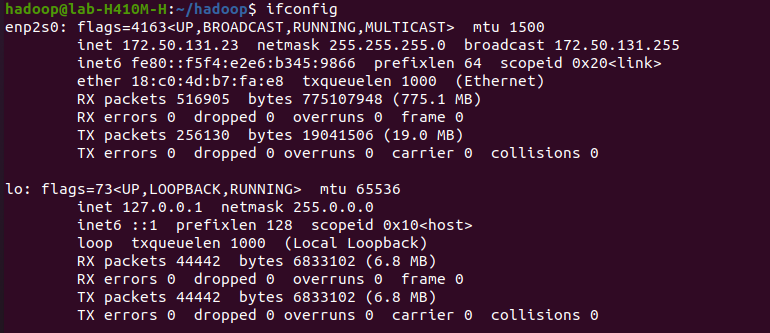 hadoop@lab-H410M-H:~/hadoop$ ifconfig
enp2s0: flags=4163<UP,BROADCAST,RUNNING,MULTICAST>  mtu 1500
        inet 172.50.131.23  netmask 255.255.255.0  broadcast 172.50.131.255
        inet6 fe80::f5f4:e2e6:b345:9866  prefixlen 64  scopeid 0x20<link>
        ether 18:c0:4d:b7:fa:e8  txqueuelen 1000  (Ethernet)
        RX packets 516905  bytes 775107948 (775.1 MB)
        RX errors 0  dropped 0  overruns 0  frame 0
        TX packets 256130  bytes 19041506 (19.0 MB)
        TX errors 0  dropped 0 overruns 0  carrier 0  collisions 0

lo: flags=73<UP,LOOPBACK,RUNNING>  mtu 65536
        inet 127.0.0.1  netmask 255.0.0.0
        inet6 ::1  prefixlen 128  scopeid 0x10<host>
        loop  txqueuelen 1000  (Local Loopback)
        RX packets 44442  bytes 6833102 (6.8 MB)
        RX errors 0  dropped 0  overruns 0  frame 0
        TX packets 44442  bytes 6833102 (6.8 MB)
        TX errors 0  dropped 0 overruns 0  carrier 0  collisions 0